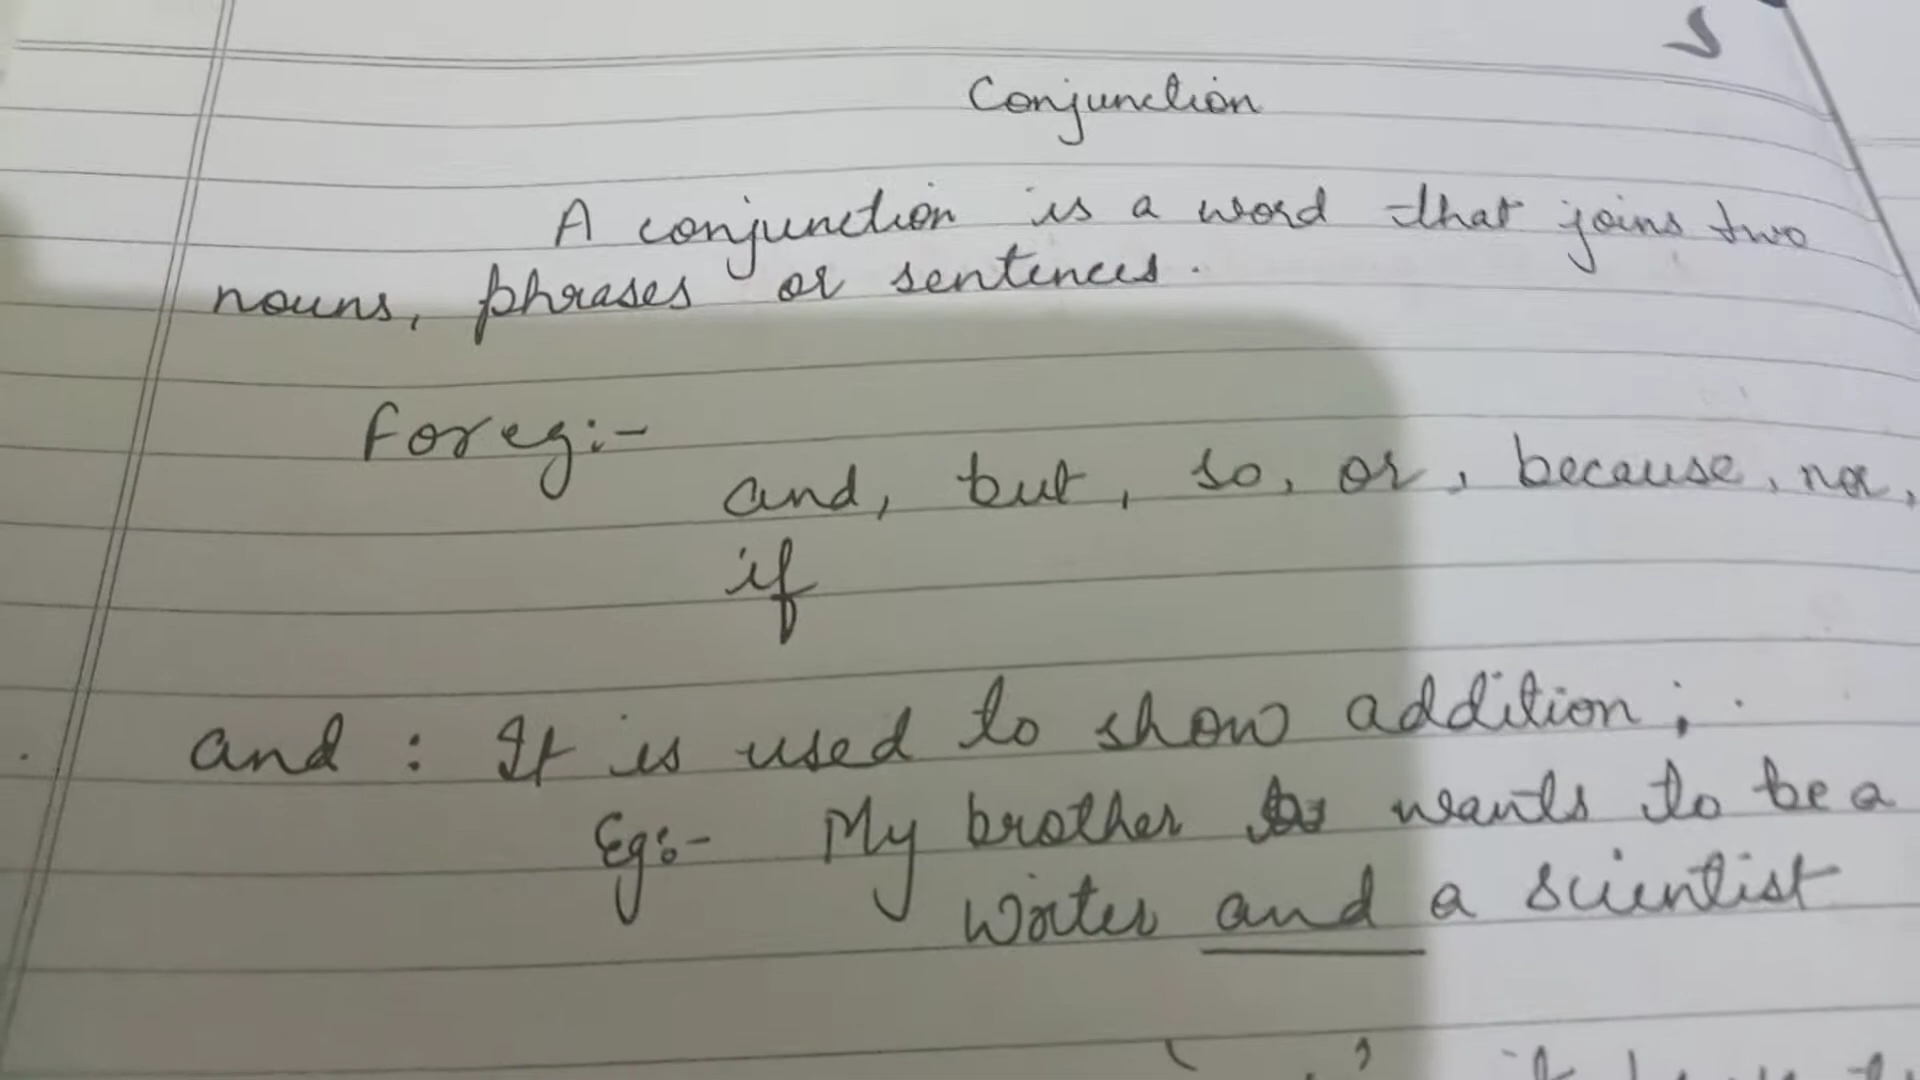 Conjunction
A conjunction is a word that joins two
nouns, phrases or sentences.
For eg:-
and, but, so, or, because, nor,
if
and : It is used to show addition;
Eg:- My brother wants to be a
writer and a scientist